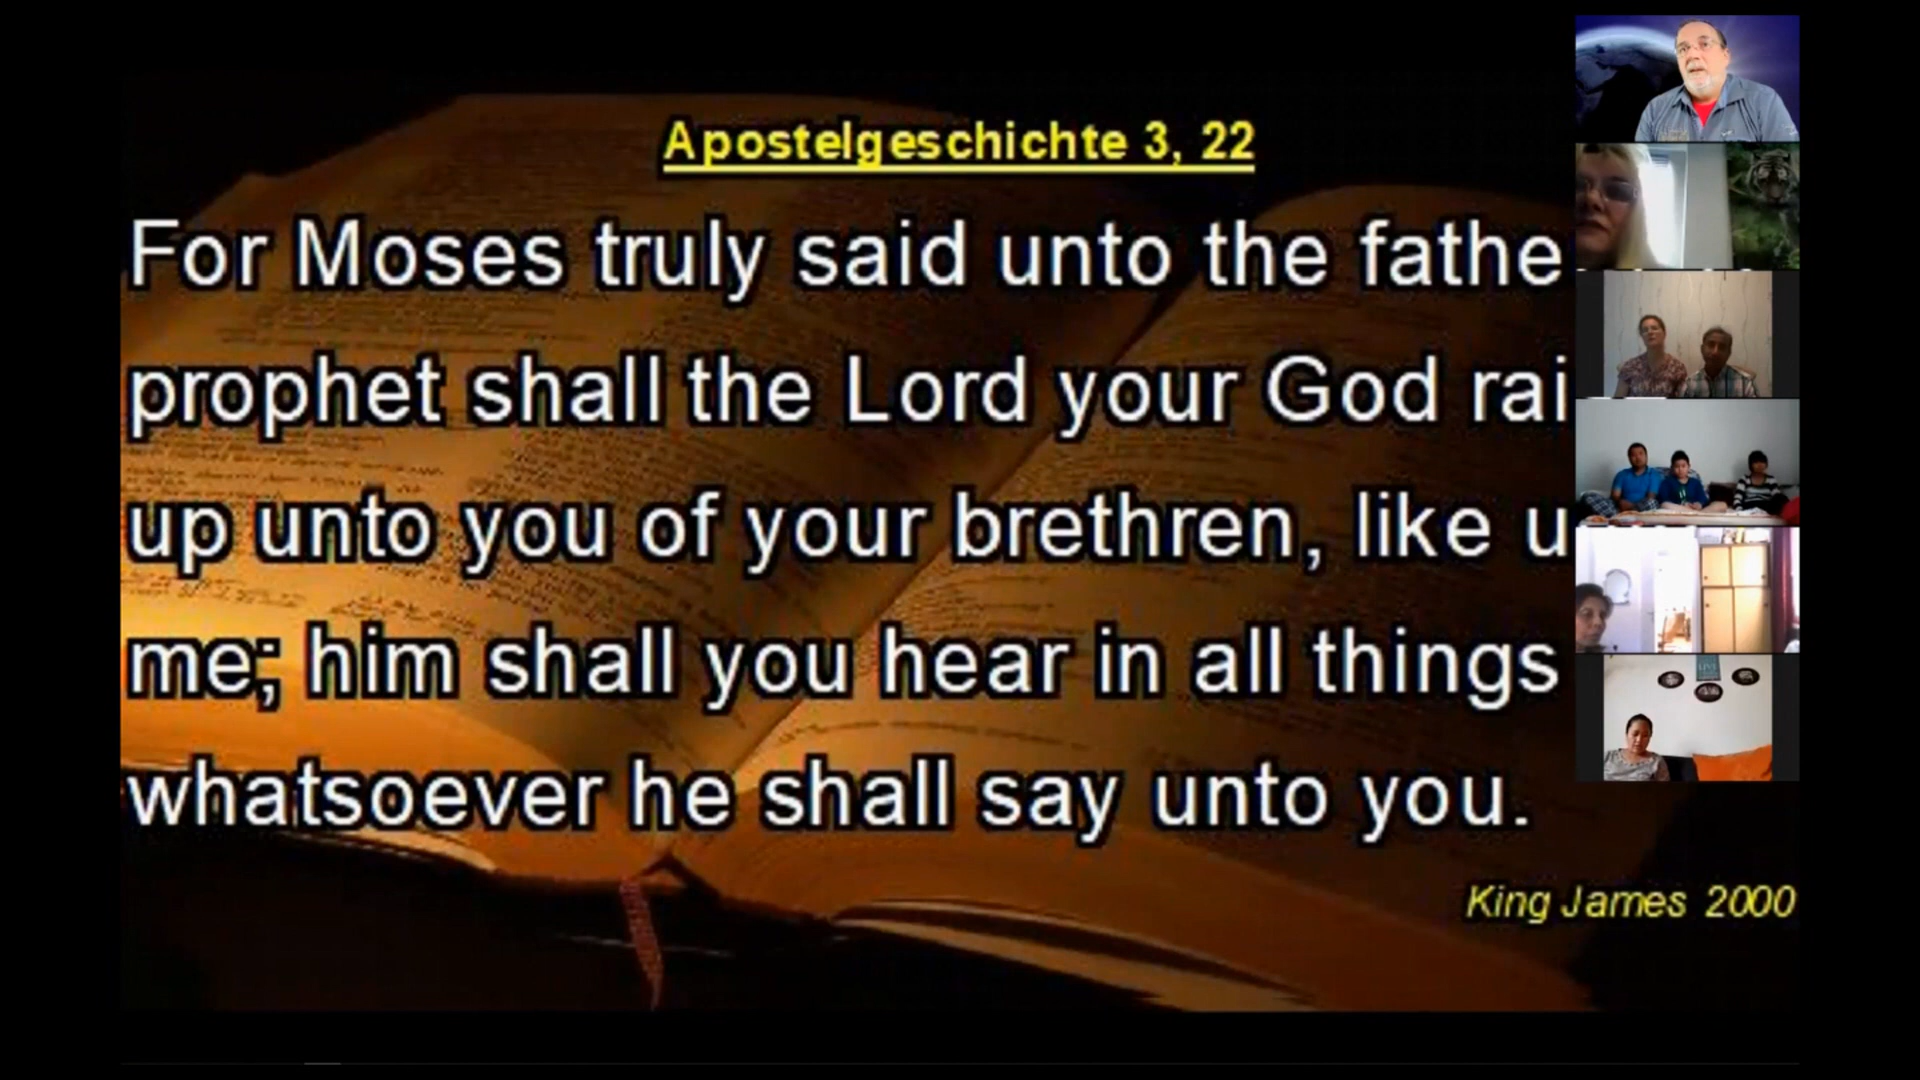 Apostelgeschichte 3, 22
For Moses truly said unto the fathe
prophet shall the Lord your God rai
up unto you of your brethren, like u
me; him shall you hear in all things
whatsoever he shall say unto you.
King James 2000